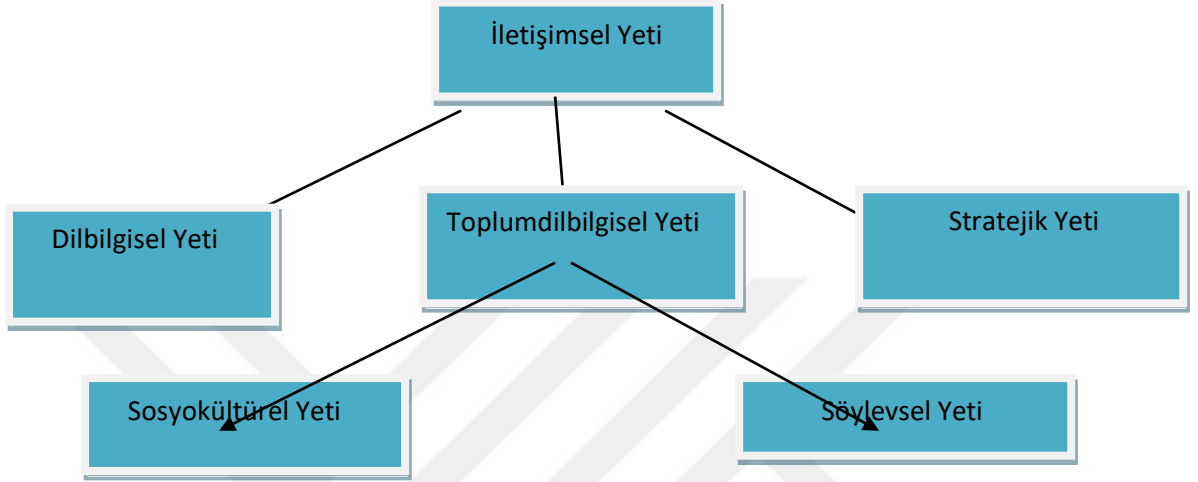 İletişimsel Yeti
Dilbilgisel Yeti
Toplumdilbilgisel Yeti
Stratejik Yeti
Sosyokültürel Yeti
Söylevsel Yeti